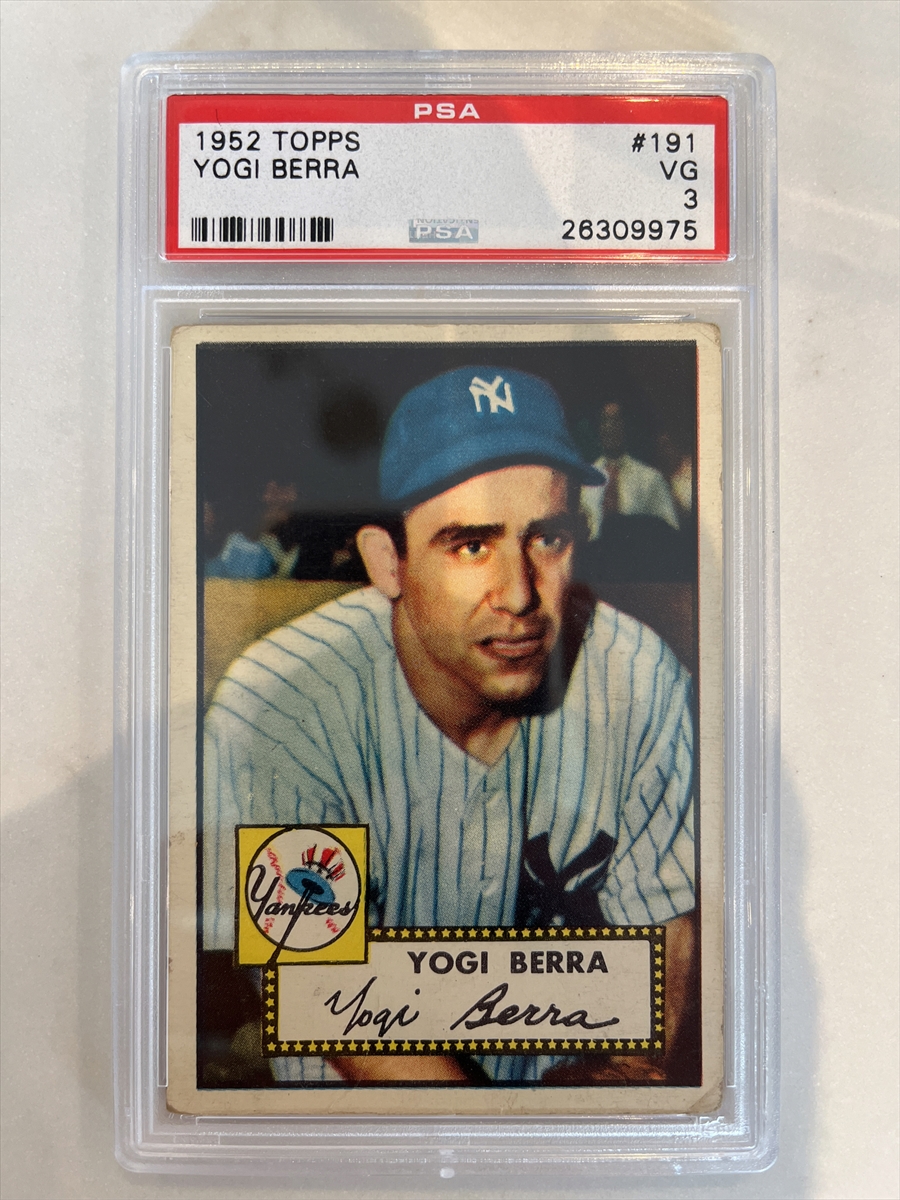 PSA
1952 TOPPS #191
YOGI BERRA VG
3
PSA 26309975
NY
Yankees
YOGI BERRA
Yogi Berra